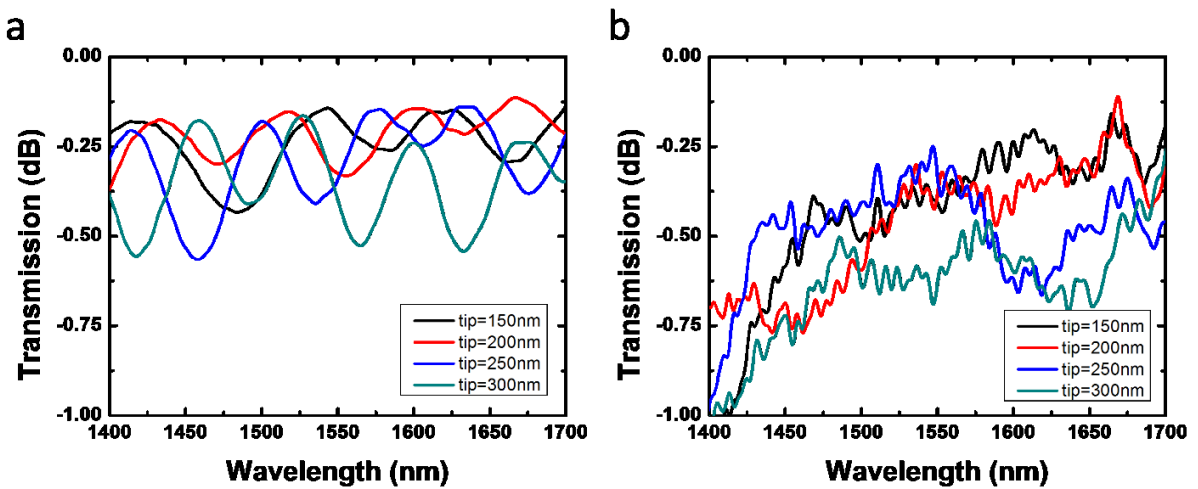 a
0.00
-0.25
-0.50
-0.75
-1.00
Transmission (dB)
1400 1450 1500 1550 1600 1650 1700
Wavelength (nm)
tip=150nm
tip=200nm
tip=250nm
tip=300nm
b
0.00
-0.25
-0.50
-0.75
-1.00
Transmission (dB)
1400 1450 1500 1550 1600 1650 1700
Wavelength (nm)
tip=150nm
tip=200nm
tip=250nm
tip=300nm